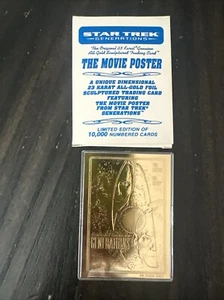 STAR TREK
GENERATIONS
The Original 23 Karat Genuine
All-Gold Sculptured Trading Card
THE MOVIE POSTER
A UNIQUE DIMENSIONAL
23 KARAT ALL-GOLD FOIL
SCULPTURED TRADING CARD
FEATURING
THE MOVIE POSTER
FROM STAR TREK
GENERATIONS
LIMITED EDITION OF
10,000 NUMBERED CARDS
GENERATIONS